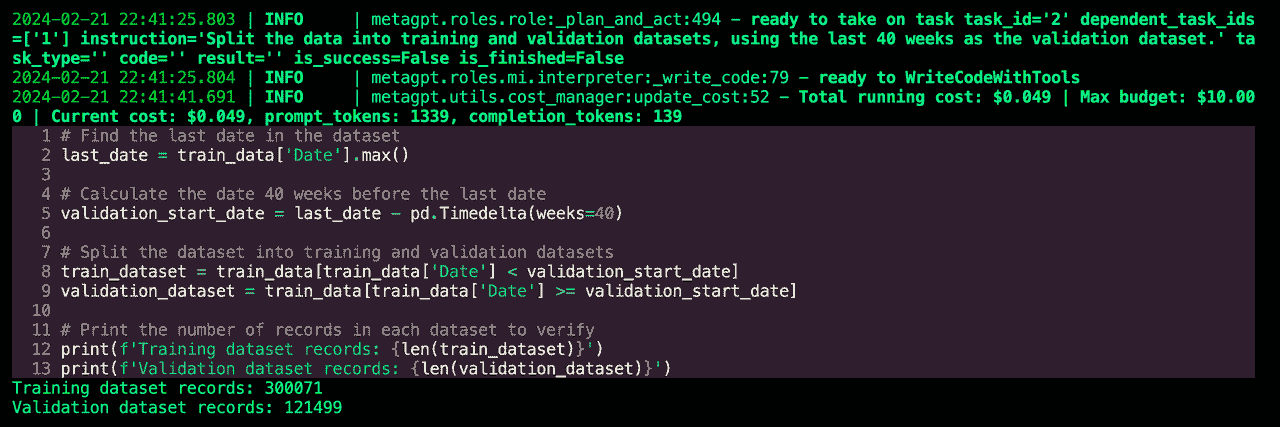 2024-02-21 22:41:25.803 | INFO     | metagpt.roles.role:_plan_and_act:494 - ready to take on task task_id='2' dependent_task_ids
=['1'] instruction='Split the data into training and validation datasets, using the last 40 weeks as the validation dataset.' ta
sk_type='' code='' result='' is_success=False is_finished=False
2024-02-21 22:41:25.804 | INFO     | metagpt.roles.mi.interpreter:_write_code:79 - ready to WriteCodeWithTools
2024-02-21 22:41:41.691 | INFO     | metagpt.utils.cost_manager:update_cost:52 - Total running cost: $0.049 | Max budget: $10.00
0 | Current cost: $0.049, prompt_tokens: 1339, completion_tokens: 139
1 # Find the last date in the dataset
2 last_date = train_data['Date'].max()
3
4 # Calculate the date 40 weeks before the last date
5 validation_start_date = last_date - pd.Timedelta(weeks=40)
6
7 # Split the dataset into training and validation datasets
8 train_dataset = train_data[train_data['Date'] < validation_start_date]
9 validation_dataset = train_data[train_data['Date'] >= validation_start_date]
10
11 # Print the number of records in each dataset to verify
12 print(f'Training dataset records: {len(train_dataset)}')
13 print(f'Validation dataset records: {len(validation_dataset)}')
Training dataset records: 300071
Validation dataset records: 121499